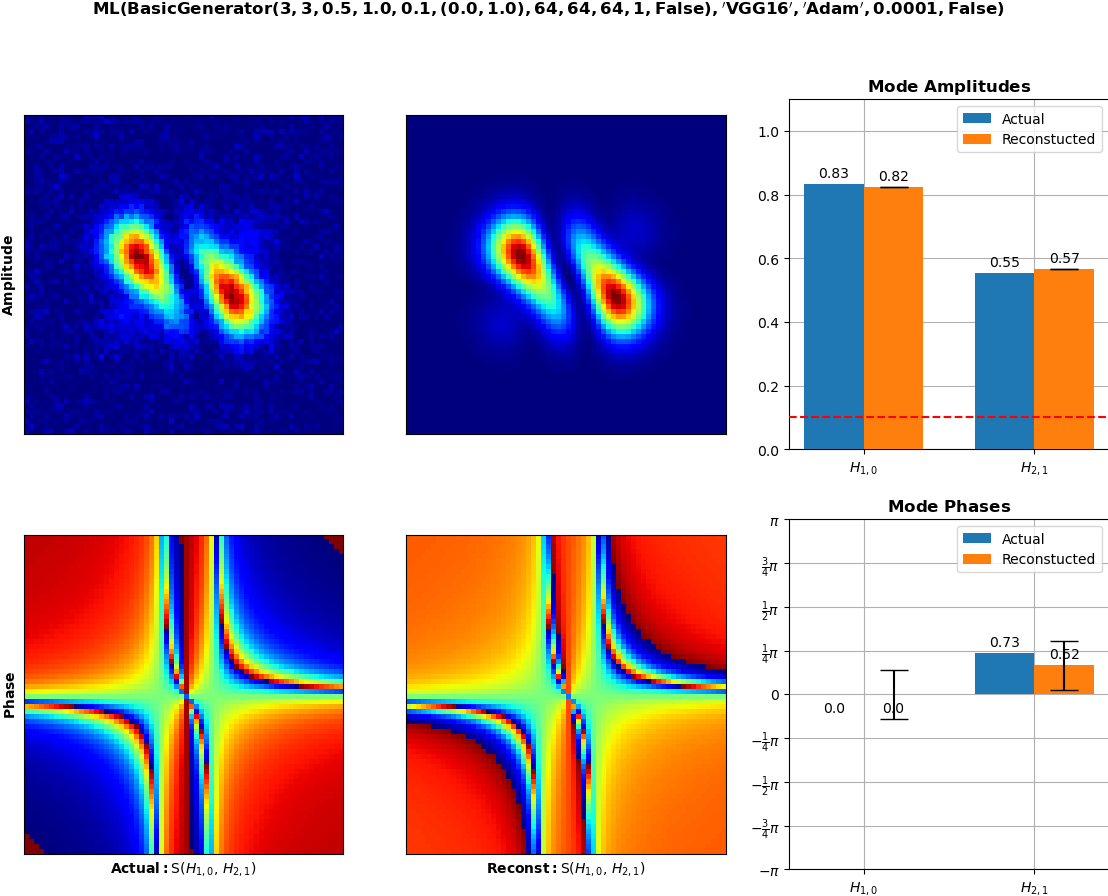 ML(BasicGenerator(3, 3, 0.5, 1.0, 0.1, (0.0, 1.0), 64, 64, 64, 1, False), ′VGG16′, ′Adam′, 0.0001, False)
Amplitude
Mode Amplitudes
Actual
Reconstucted
1.0
0.8
0.6
0.4
0.2
0.0
0.83
0.82
0.55
0.57
H1,0
H2,1
Phase
Actual: S(H1,0, H2,1)
Reconst: S(H1,0, H2,1)
Mode Phases
Actual
Reconstucted
π
3/4π
1/2π
1/4π
0
−1/4π
−1/2π
−3/4π
−π
0.0
0.0
0.73
0.52
H1,0
H2,1